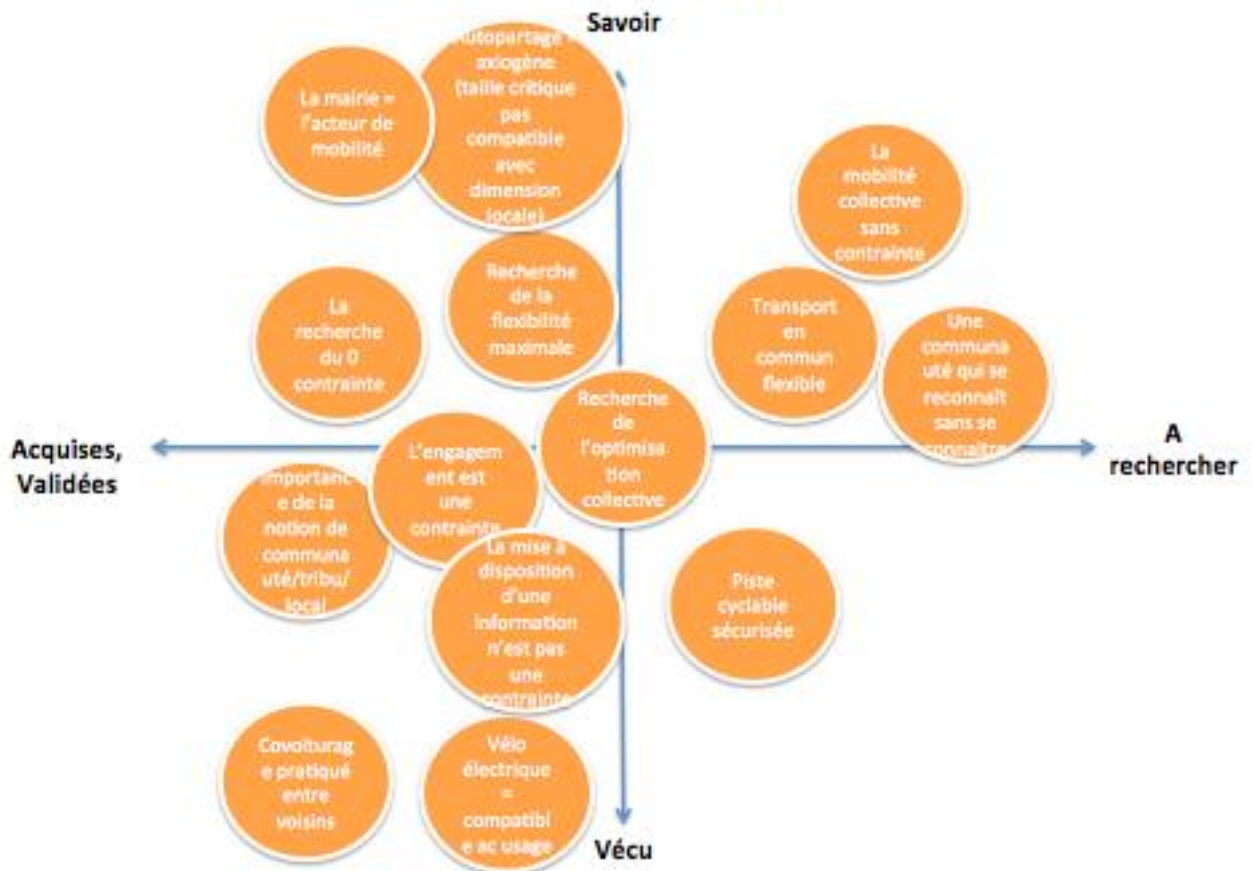 Savoir
Autopartage =
axiogène
(taille critique
pas
compatible
avec
dimension
locale)
La mairie =
l'acteur de
mobilité
La
mobilité
collective
sans
contrainte
Recherche
de la
flexibilité
maximale
La
recherche
du 0
contrainte
Transport
en
commun
flexible
Une
communa
uté qui se
reconnaît
sans se
connaitre
Recherche
de
l'optimisa
tion
collective
Acquises,
Validées
A
rechercher
L'engagem
ent est
une
contrainte
Importanc
e de la
notion de
communa
uté/tribu/
local
La mise à
disposition
d'une
information
n'est pas
une
contrainte
Piste
cyclable
sécurisée
Covoiturag
e pratiqué
entre
voisins
Vélo
électrique
=
compatibl
e ac usage
Vécu